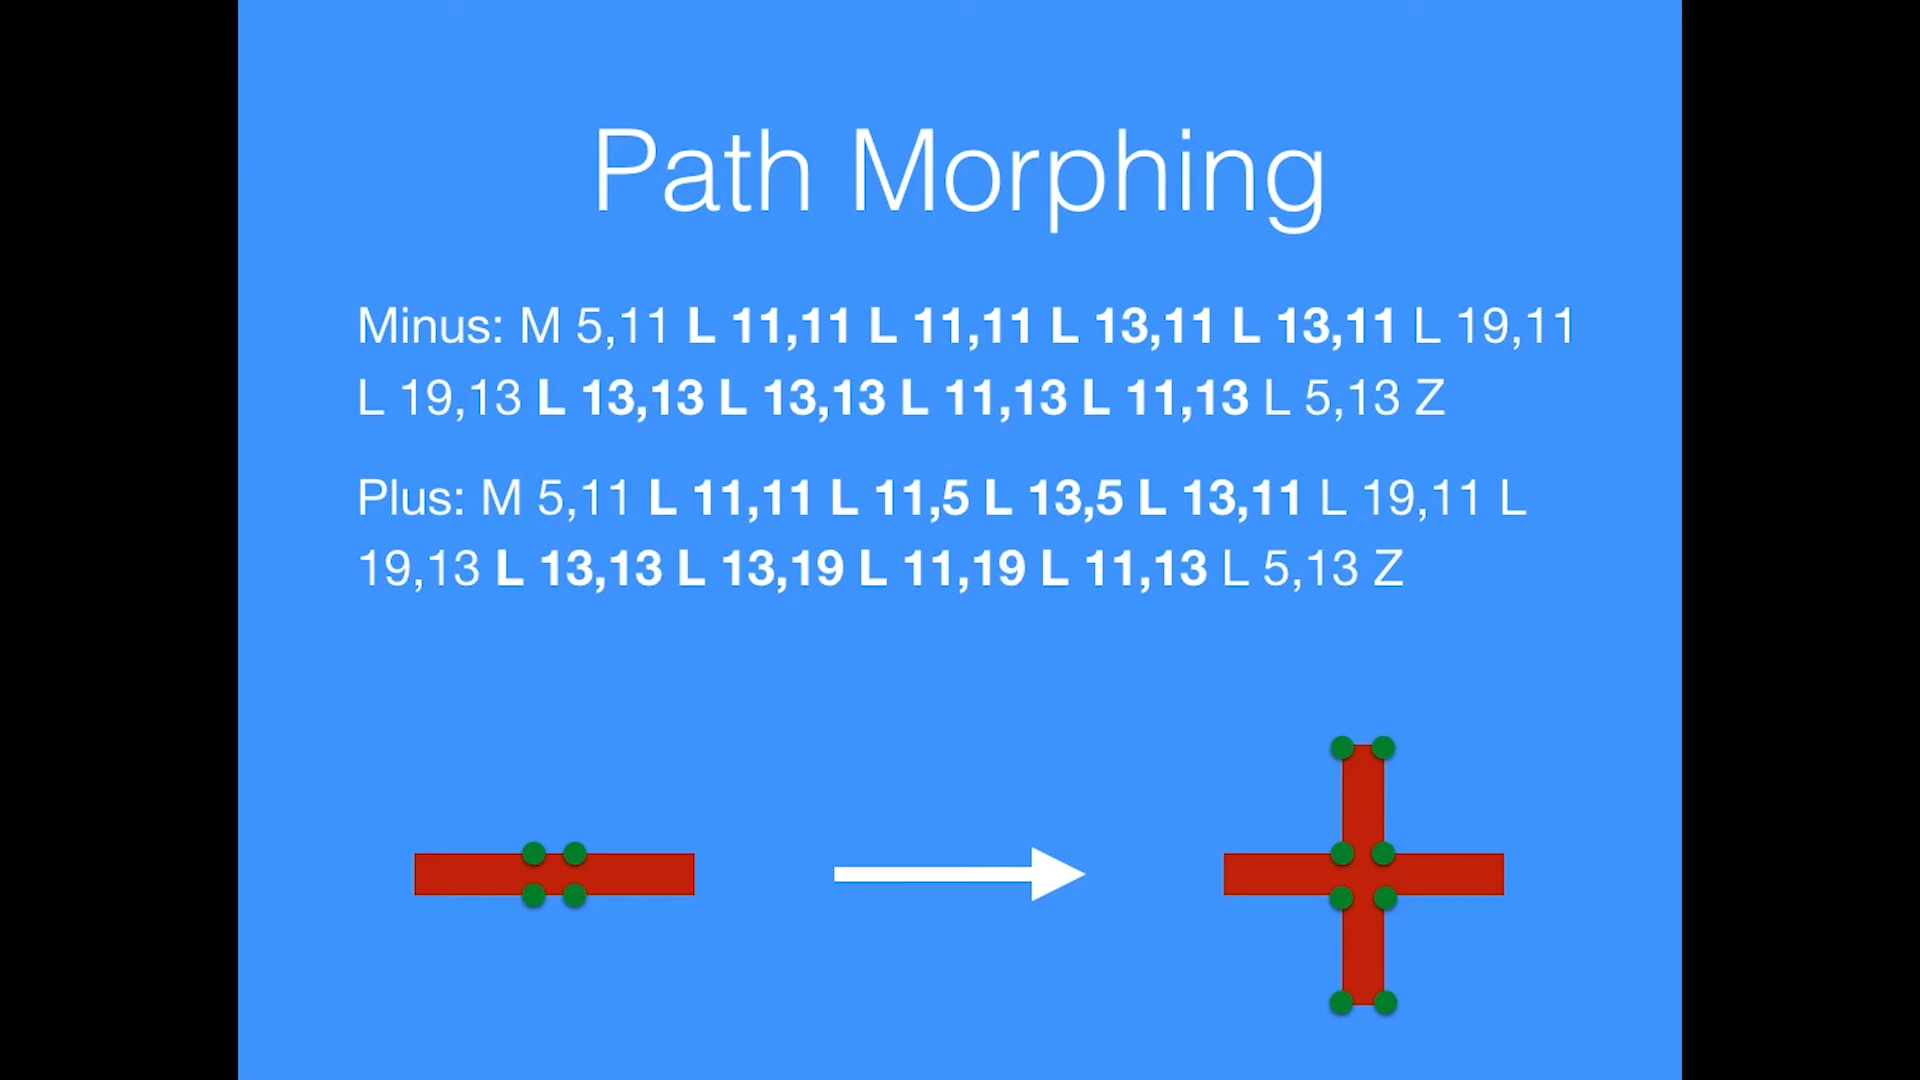 Path Morphing
Minus: M 5,11 L 11,11 L 11,11 L 13,11 L 13,11 L 19,11
L 19,13 L 13,13 L 13,13 L 11,13 L 11,13 L 5,13 Z
Plus: M 5,11 L 11,11 L 11,5 L 13,5 L 13,11 L 19,11 L
19,13 L 13,13 L 13,19 L 11,19 L 11,13 L 5,13 Z